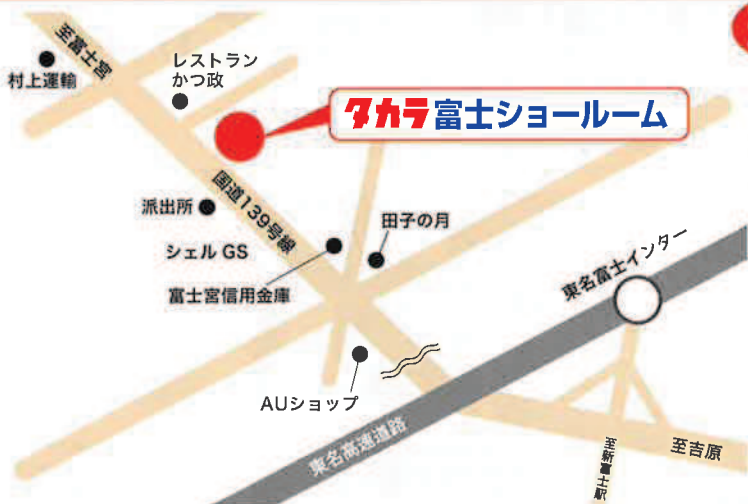 至富士宮
村上運輸
レストラン
かつ政
タカラ富士ショールーム
国道139号線
派出所
田子の月
シェル GS
富士宮信用金庫
東名富士インター
AUショップ
東名高速道路
至新富士駅
至吉原